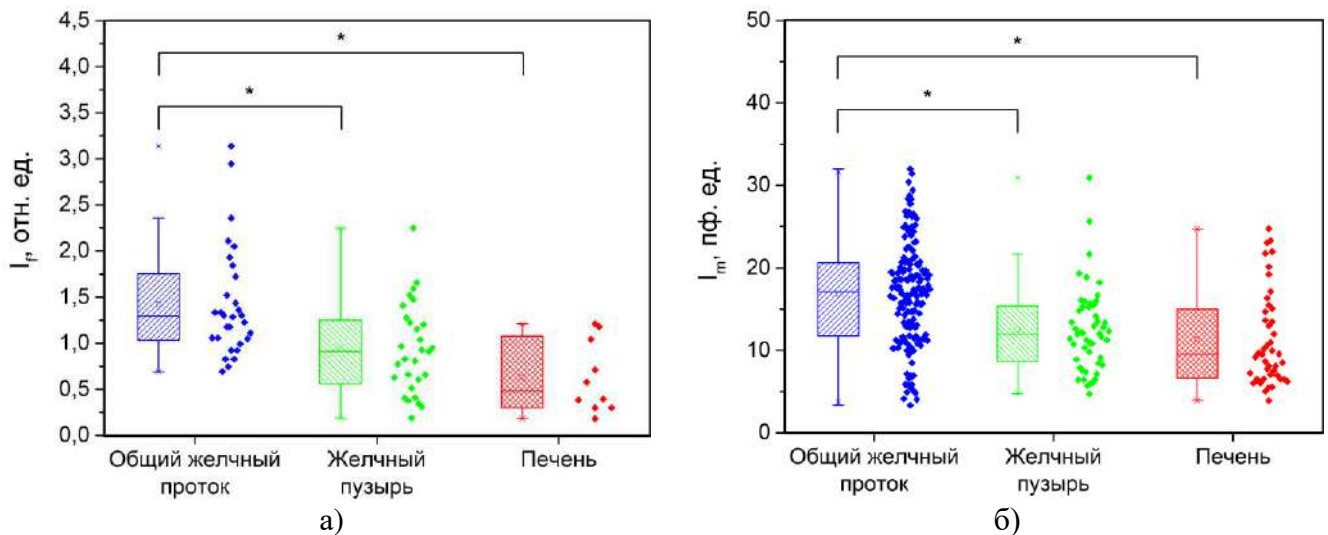 4,5
4,0
3,5
3,0
2,5
2,0
1,5
1,0
0,5
0,0
I_f, отн. ед.
*
*
Общий желчный
проток
Желчный
пузырь
Печень
а)
50
40
30
20
10
0
I_m, пф. ед.
*
*
Общий желчный
проток
Желчный
пузырь
Печень
б)